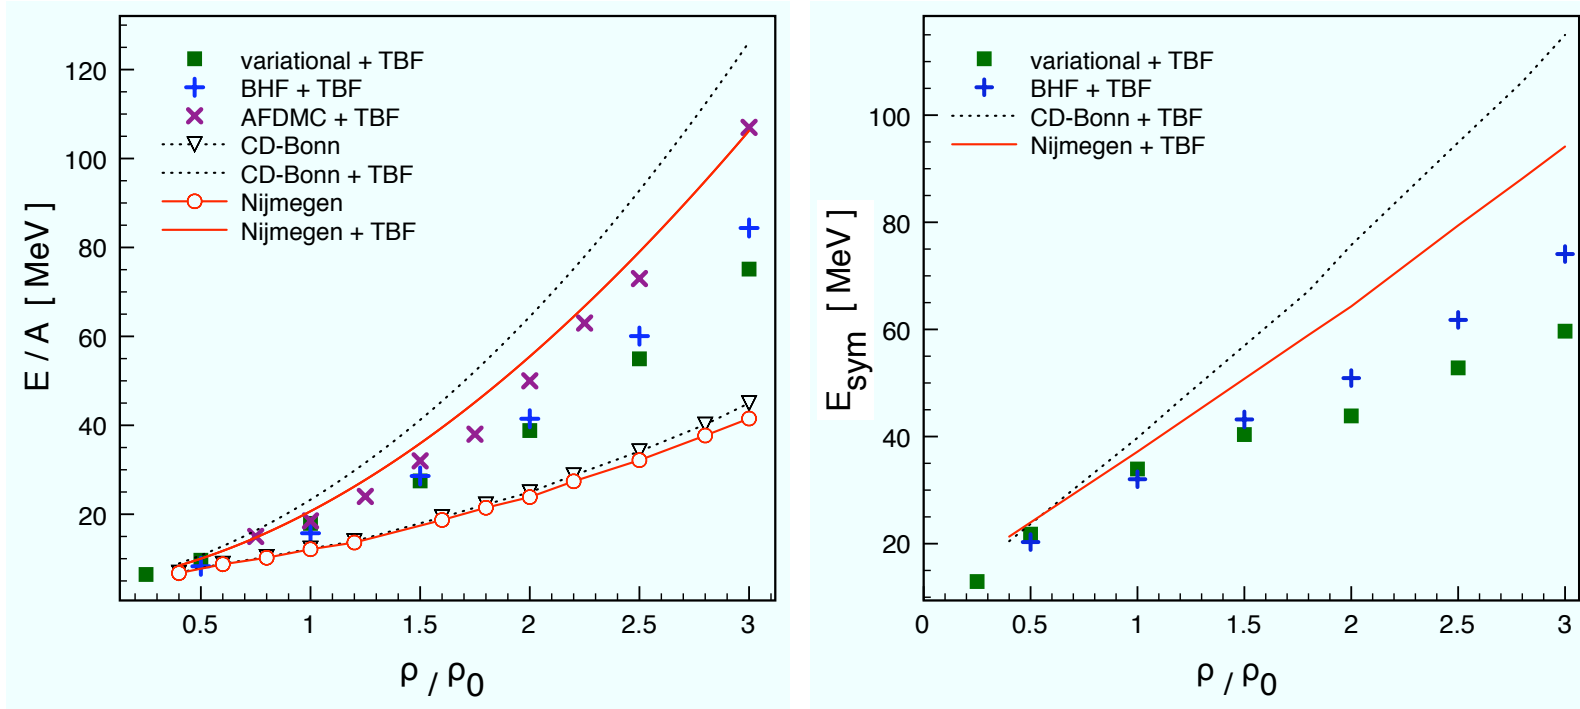 variational + TBF
BHF + TBF
AFDMC + TBF
CD-Bonn
CD-Bonn + TBF
Nijmegen
Nijmegen + TBF
E / A [ MeV ]
120
100
80
60
40
20
0.5 1 1.5 2 2.5 3
ρ / ρ0
variational + TBF
BHF + TBF
CD-Bonn + TBF
Nijmegen + TBF
Esym [ MeV ]
100
80
60
40
20
0 0.5 1 1.5 2 2.5 3
ρ / ρ0